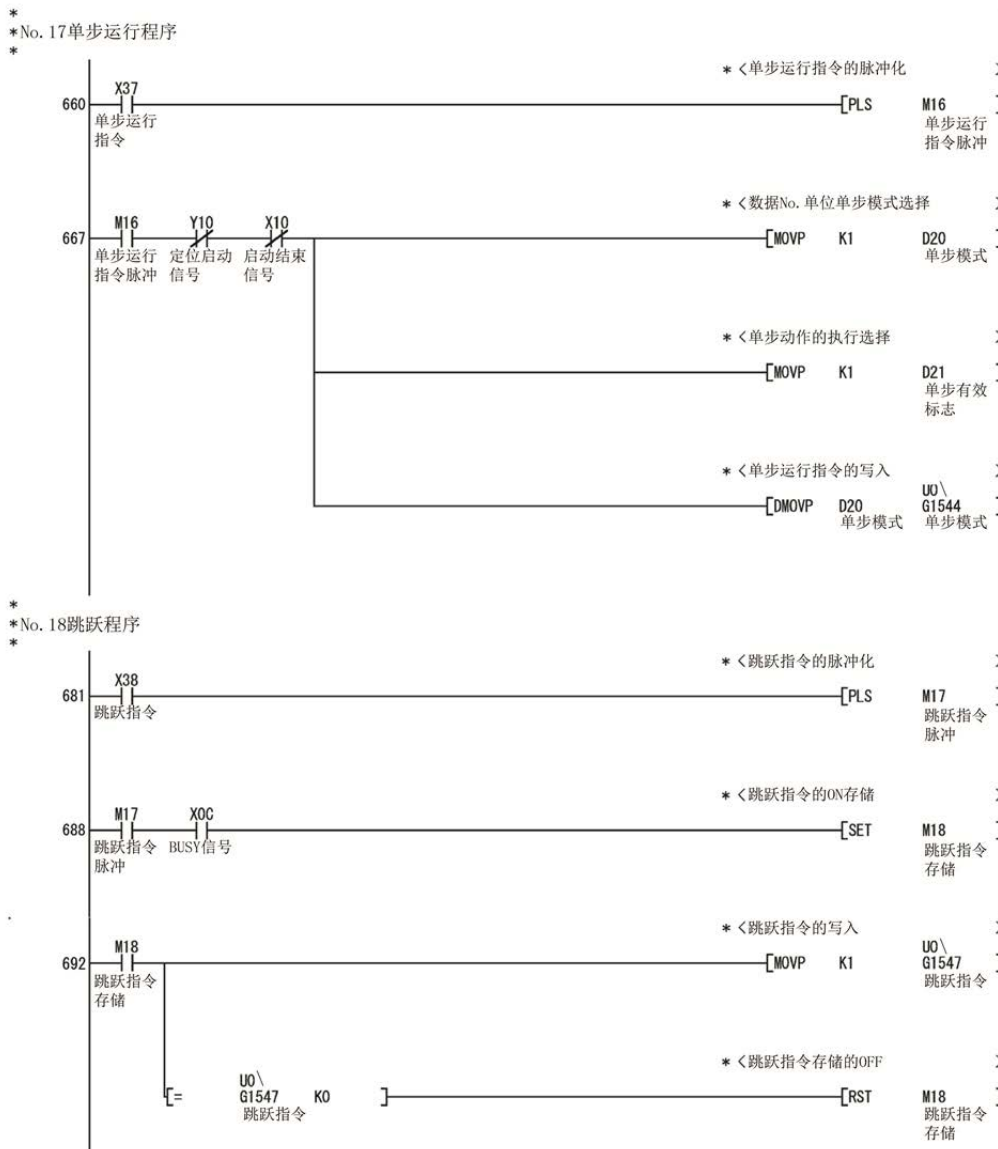 *
*No. 17单步运行程序
*
* <单步运行指令的脉冲化 >
660 X37 [PLS M16 ]
单步运行指令
单步运行指令脉冲
* <数据No. 单位单步模式选择 >
667 M16 Y10 X10 [MOVP K1 D20 ]
单步运行指令脉冲
定位启动信号
启动结束信号
单步模式
* <单步动作的执行选择 >
[MOVP K1 D21 ]
单步有效标志
* <单步运行指令的写入 >
[DMOVP D20 U0\G1544 ]
单步模式 单步模式
*
*No. 18跳跃程序
*
* <跳跃指令的脉冲化 >
681 X38 [PLS M17 ]
跳跃指令
跳跃指令脉冲
* <跳跃指令的ON存储 >
688 M17 X0C [SET M18 ]
跳跃指令脉冲
BUSY信号
跳跃指令存储
* <跳跃指令的写入 >
692 M18 [MOVP K1 U0\G1547 ]
跳跃指令存储
跳跃指令
* <跳跃指令存储的OFF >
[= U0\G1547 K0 ] [RST M18 ]
跳跃指令
跳跃指令存储